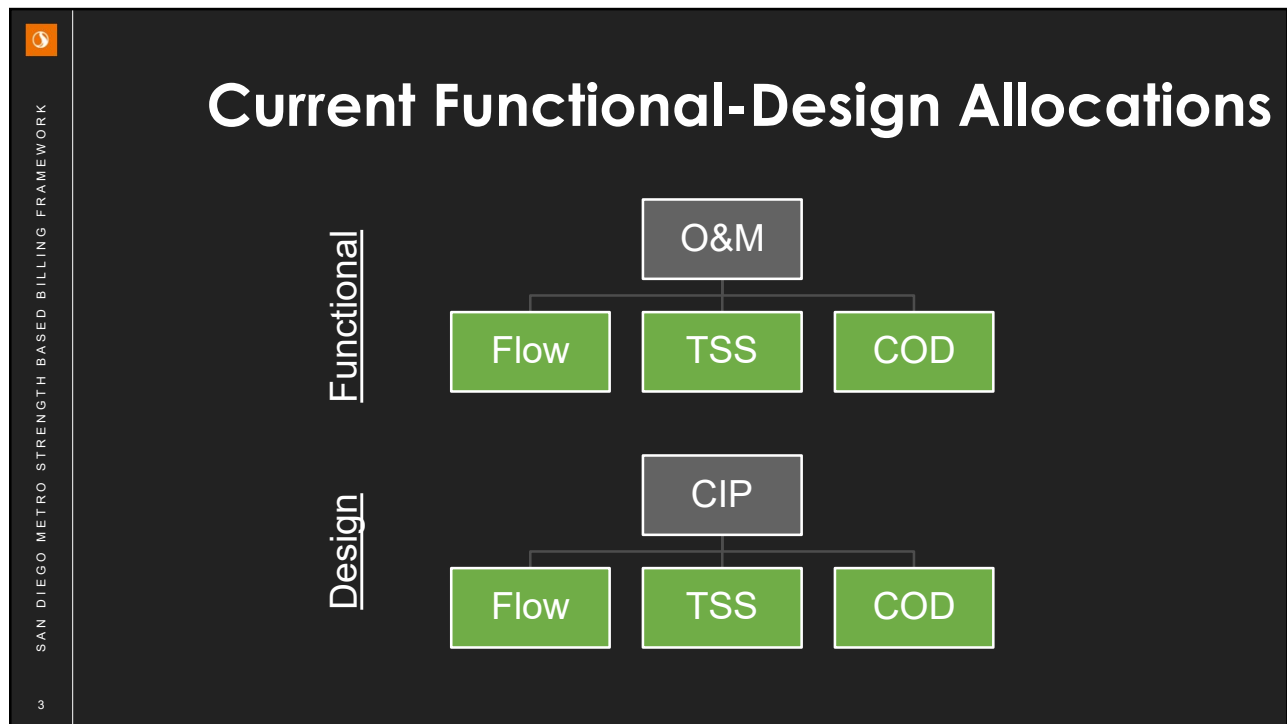 Current Functional-Design Allocations
Functional
O&M
Flow
TSS
COD
Design
CIP
Flow
TSS
COD
SAN DIEGO METRO STRENGTH BASED BILLING FRAMEWORK
3